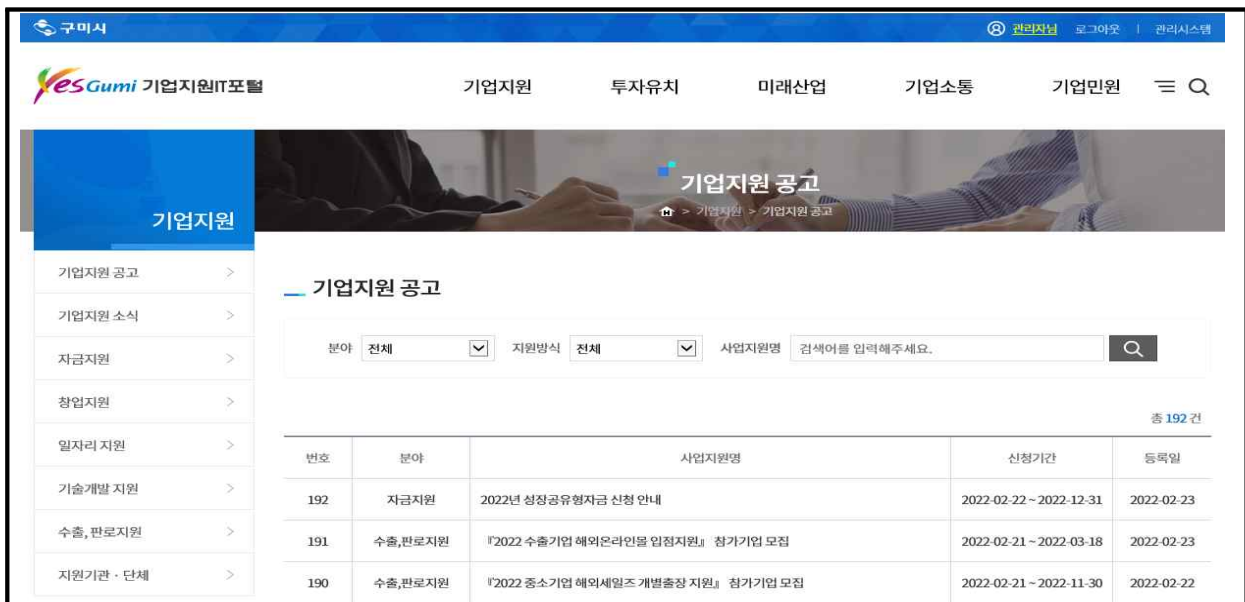 구미시
관리자님 로그아웃 | 관리시스템
Yes Gumi 기업지원IT포털
기업지원 투자유치 미래산업 기업소통 기업민원
기업지원 공고
> 기업지원 > 기업지원 공고
기업지원
기업지원 공고 >
기업지원 소식 >
자금지원 >
창업지원 >
일자리 지원 >
기술개발 지원 >
수출, 판로지원 >
지원기관 · 단체 >
기업지원 공고
분야 전체 지원방식 전체 사업지원명 검색어를 입력해주세요.
총 192 건
번호 분야 사업지원명 신청기간 등록일
192 자금지원 2022년 성장공유형자금 신청 안내 2022-02-22 ~ 2022-12-31 2022-02-23
191 수출,판로지원 『2022 수출기업 해외온라인몰 입점지원』 참가기업 모집 2022-02-21 ~ 2022-03-18 2022-02-23
190 수출,판로지원 『2022 중소기업 해외세일즈 개별출장 지원』 참가기업 모집 2022-02-21 ~ 2022-11-30 2022-02-22